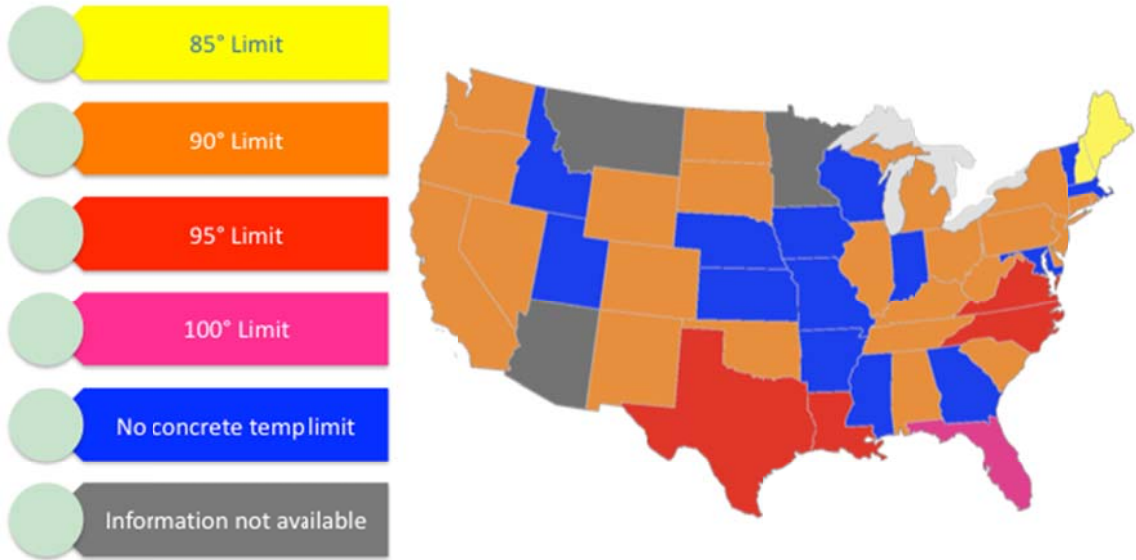 85° Limit
90° Limit
95° Limit
100° Limit
No concrete temp limit
Information not available